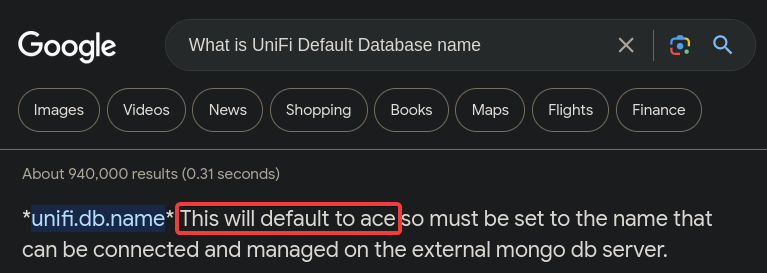 Google
What is UniFi Default Database name
Images
Videos
News
Shopping
Books
Maps
Flights
Finance
About 940,000 results (0.31 seconds)
*unifi.db.name* This will default to ace so must be set to the name that
can be connected and managed on the external mongo db server.